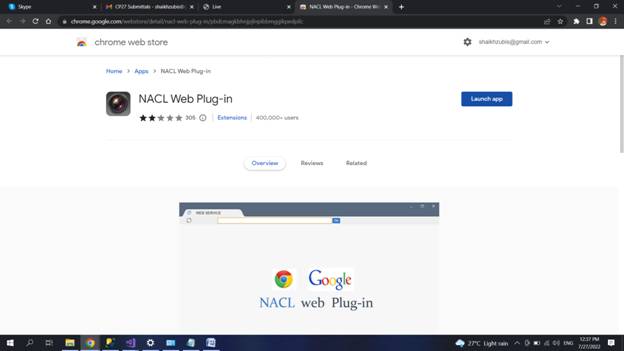 Skype
CP27 Submittals - shaikhzubis@
Live
NACL Web Plug-in - Chrome We
chrome.google.com/webstore/detail/nacl-web-plug-in/
chrome web store
shaikhzubis@gmail.com
Home > Apps > NACL Web Plug-in
NACL Web Plug-in
Launch app
305 Extensions 400,000+ users
Overview Reviews Related
WEB SERVICE
Google
NACL web Plug-in
27°C Light rain
ENG
12:37 PM
7/27/2022